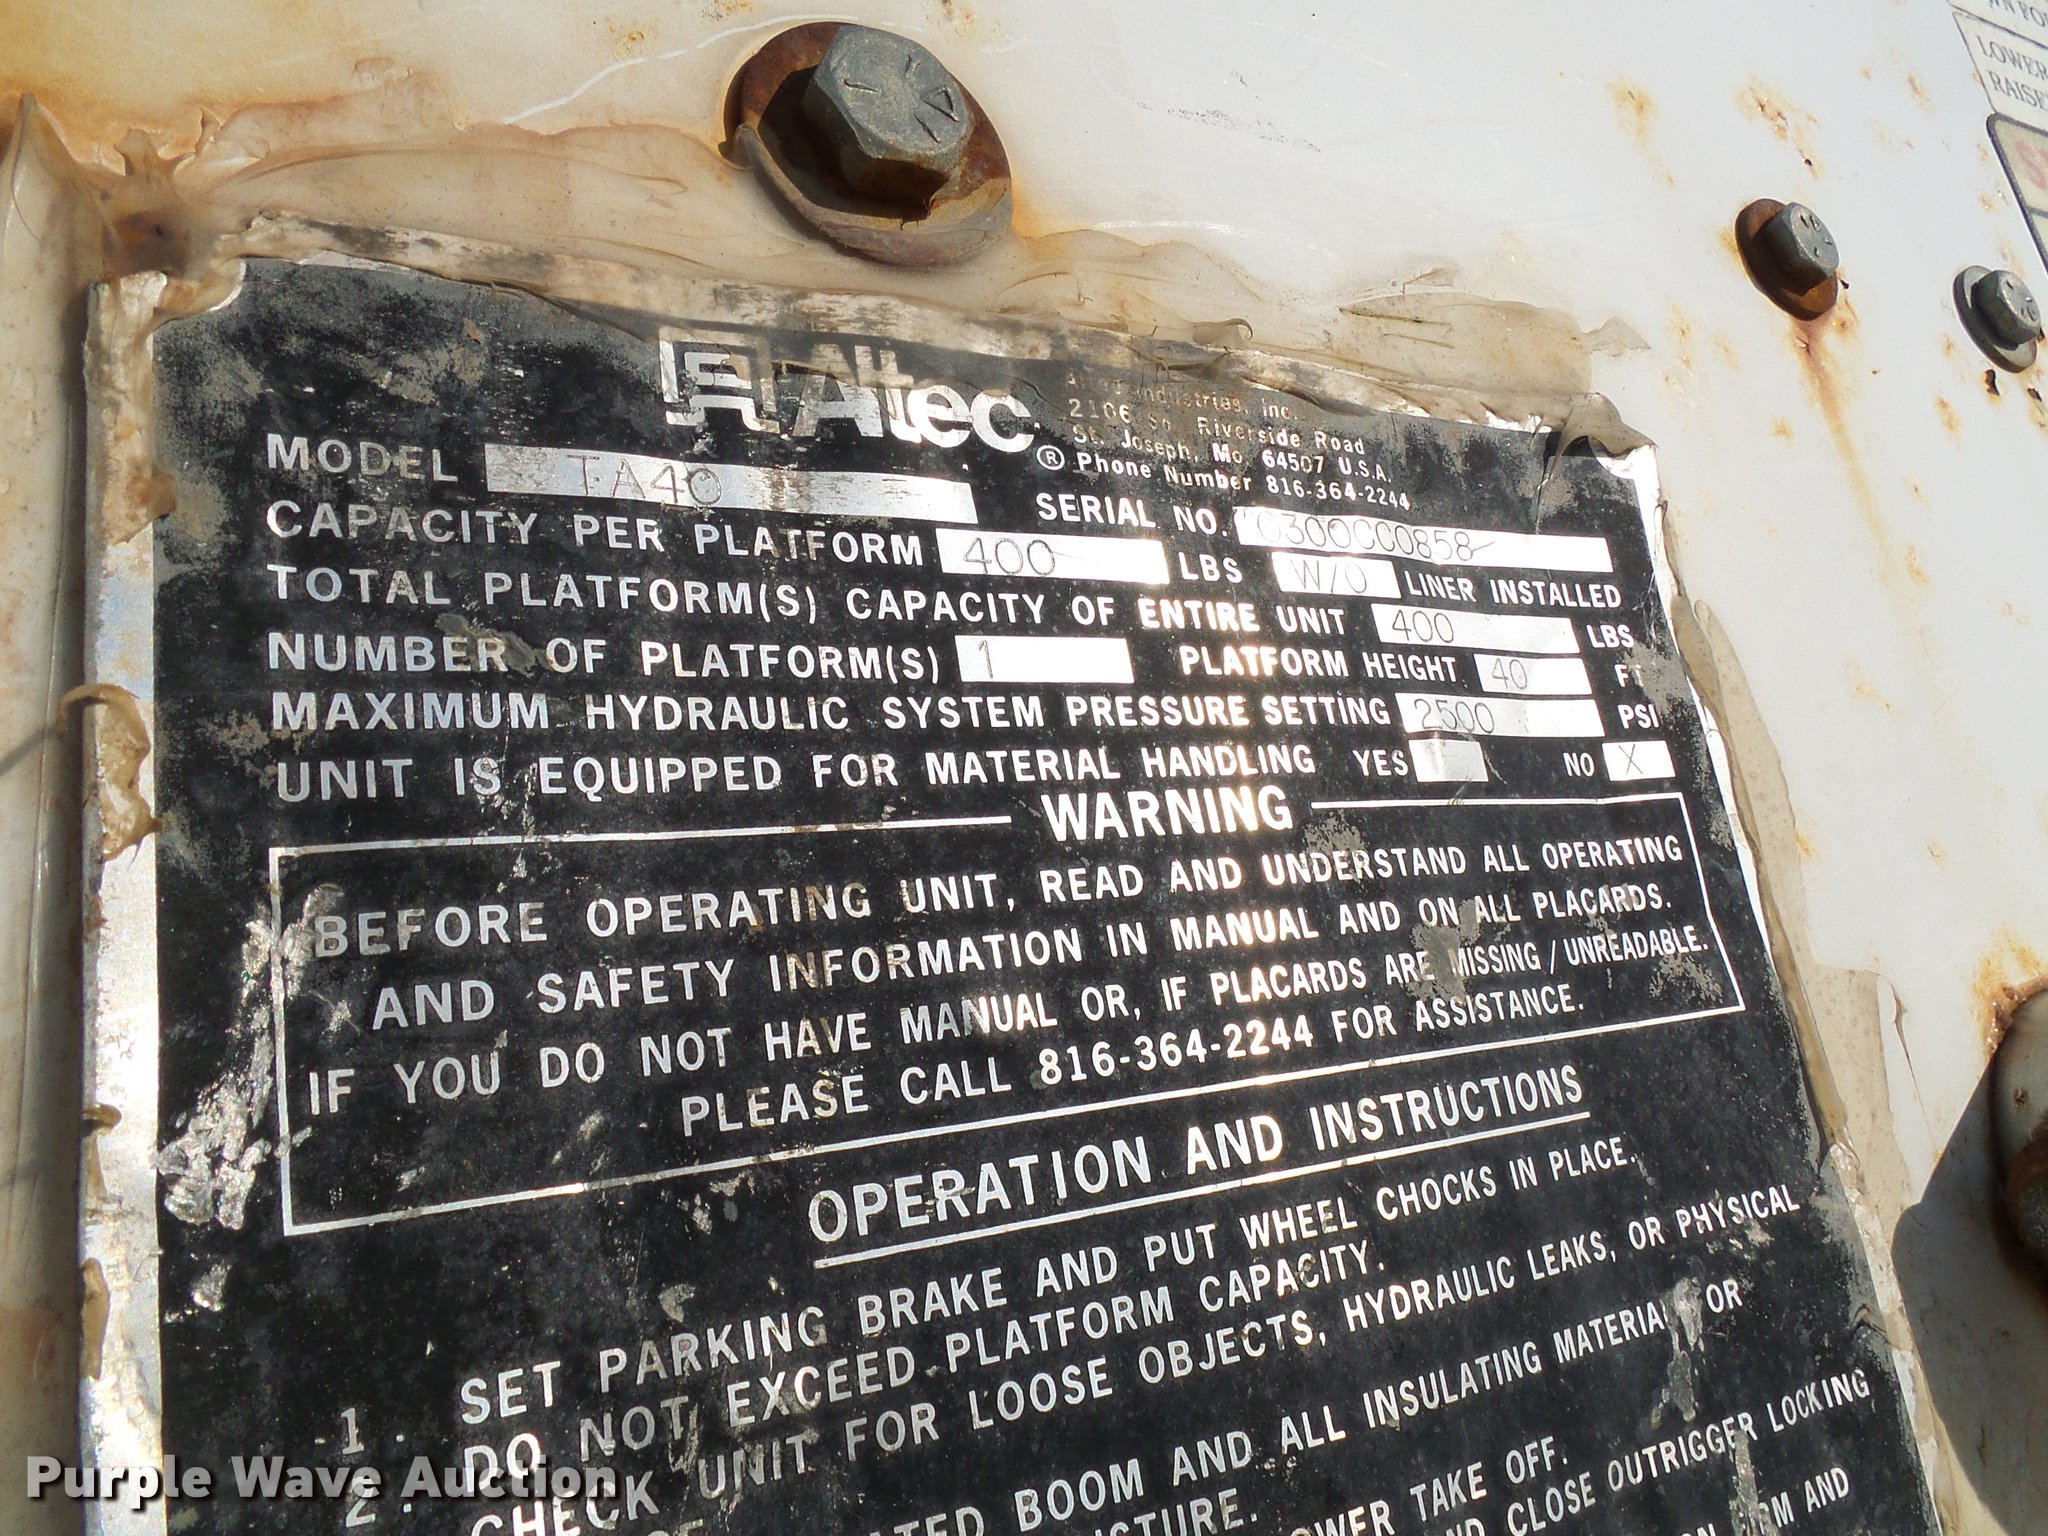 LOWER
RAISE
Altec
Industries, Inc.
2106 So. Riverside Road
St. Joseph, Mo. 64507 U.S.A.
® Phone Number 816-364-2244
MODEL TA40 SERIAL NO. 0300CC0858
CAPACITY PER PLATFORM 400 LBS W/O LINER INSTALLED
TOTAL PLATFORM(S) CAPACITY OF ENTIRE UNIT 400 LBS
NUMBER OF PLATFORM(S) 1 PLATFORM HEIGHT 40 FT
MAXIMUM HYDRAULIC SYSTEM PRESSURE SETTING 2500 PSI
UNIT IS EQUIPPED FOR MATERIAL HANDLING YES NO X
WARNING
BEFORE OPERATING UNIT, READ AND UNDERSTAND ALL OPERATING
AND SAFETY INFORMATION IN MANUAL AND ON ALL PLACARDS.
IF YOU DO NOT HAVE MANUAL OR, IF PLACARDS ARE MISSING/UNREADABLE.
PLEASE CALL 816-364-2244 FOR ASSISTANCE.
OPERATION AND INSTRUCTIONS
1. SET PARKING BRAKE AND PUT WHEEL CHOCKS IN PLACE.
2. DO NOT EXCEED PLATFORM CAPACITY.
CHECK UNIT FOR LOOSE OBJECTS, HYDRAULIC LEAKS, OR PHYSICAL
BOOM AND ALL INSULATING MATERIAL OR
TAKE OFF.
CLOSE OUTRIGGER LOCKING
AND
Purple Wave Auction